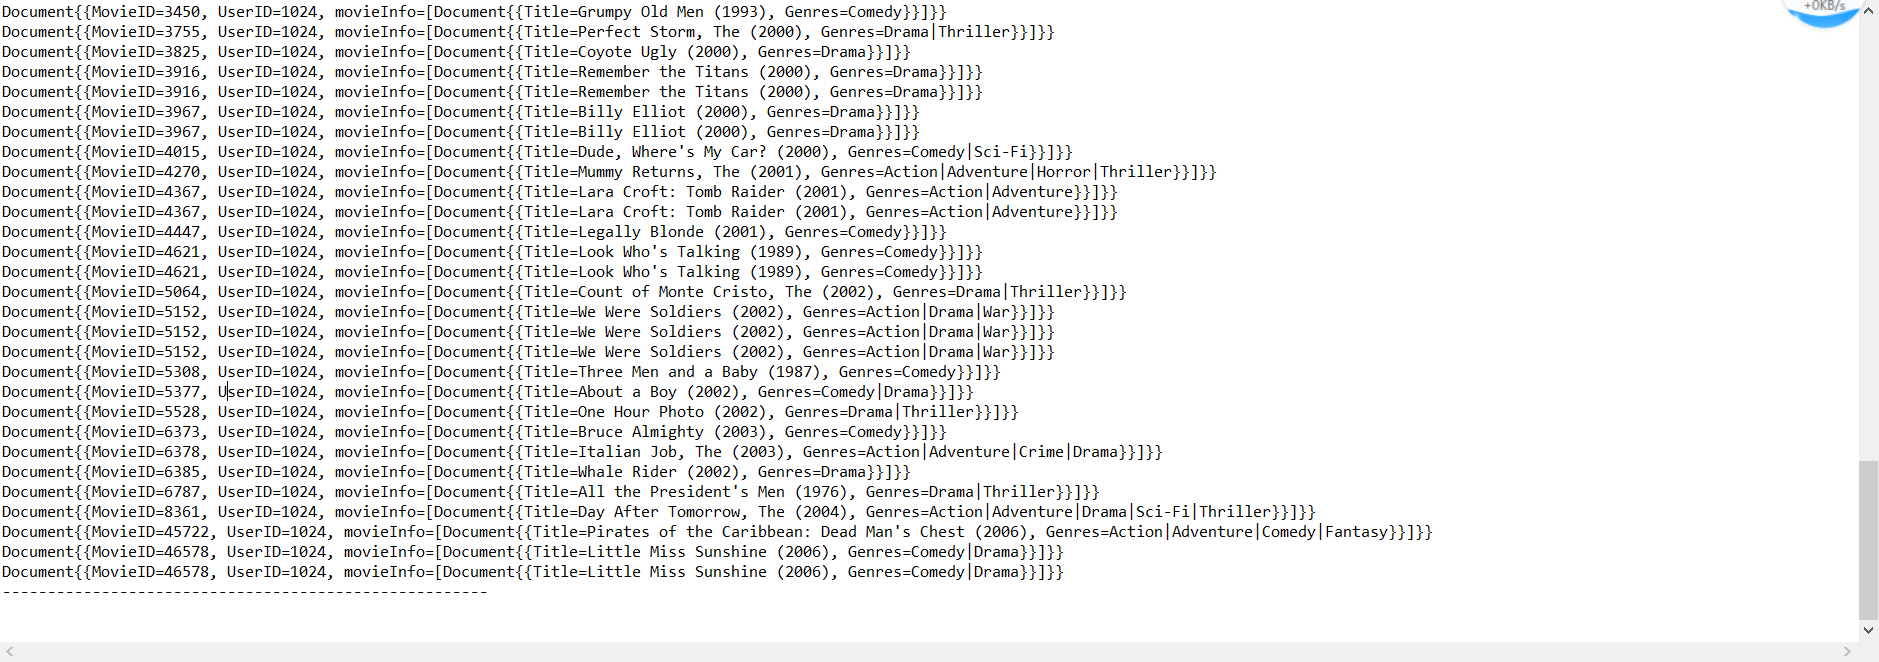 +0KB/s
Document{{MovieID=3450, UserID=1024, movieInfo=[Document{{Title=Grumpy Old Men (1993), Genres=Comedy}}]}}
Document{{MovieID=3755, UserID=1024, movieInfo=[Document{{Title=Perfect Storm, The (2000), Genres=Drama|Thriller}}]}}
Document{{MovieID=3825, UserID=1024, movieInfo=[Document{{Title=Coyote Ugly (2000), Genres=Drama}}]}}
Document{{MovieID=3916, UserID=1024, movieInfo=[Document{{Title=Remember the Titans (2000), Genres=Drama}}]}}
Document{{MovieID=3916, UserID=1024, movieInfo=[Document{{Title=Remember the Titans (2000), Genres=Drama}}]}}
Document{{MovieID=3967, UserID=1024, movieInfo=[Document{{Title=Billy Elliot (2000), Genres=Drama}}]}}
Document{{MovieID=3967, UserID=1024, movieInfo=[Document{{Title=Billy Elliot (2000), Genres=Drama}}]}}
Document{{MovieID=4015, UserID=1024, movieInfo=[Document{{Title=Dude, Where's My Car? (2000), Genres=Comedy|Sci-Fi}}]}}
Document{{MovieID=4270, UserID=1024, movieInfo=[Document{{Title=Mummy Returns, The (2001), Genres=Action|Adventure|Horror|Thriller}}]}}
Document{{MovieID=4367, UserID=1024, movieInfo=[Document{{Title=Lara Croft: Tomb Raider (2001), Genres=Action|Adventure}}]}}
Document{{MovieID=4367, UserID=1024, movieInfo=[Document{{Title=Lara Croft: Tomb Raider (2001), Genres=Action|Adventure}}]}}
Document{{MovieID=4447, UserID=1024, movieInfo=[Document{{Title=Legally Blonde (2001), Genres=Comedy}}]}}
Document{{MovieID=4621, UserID=1024, movieInfo=[Document{{Title=Look Who's Talking (1989), Genres=Comedy}}]}}
Document{{MovieID=4621, UserID=1024, movieInfo=[Document{{Title=Look Who's Talking (1989), Genres=Comedy}}]}}
Document{{MovieID=5064, UserID=1024, movieInfo=[Document{{Title=Count of Monte Cristo, The (2002), Genres=Drama|Thriller}}]}}
Document{{MovieID=5152, UserID=1024, movieInfo=[Document{{Title=We Were Soldiers (2002), Genres=Action|Drama|War}}]}}
Document{{MovieID=5152, UserID=1024, movieInfo=[Document{{Title=We Were Soldiers (2002), Genres=Action|Drama|War}}]}}
Document{{MovieID=5152, UserID=1024, movieInfo=[Document{{Title=We Were Soldiers (2002), Genres=Action|Drama|War}}]}}
Document{{MovieID=5308, UserID=1024, movieInfo=[Document{{Title=Three Men and a Baby (1987), Genres=Comedy}}]}}
Document{{MovieID=5377, UserID=1024, movieInfo=[Document{{Title=About a Boy (2002), Genres=Comedy|Drama}}]}}
Document{{MovieID=5528, UserID=1024, movieInfo=[Document{{Title=One Hour Photo (2002), Genres=Drama|Thriller}}]}}
Document{{MovieID=6373, UserID=1024, movieInfo=[Document{{Title=Bruce Almighty (2003), Genres=Comedy}}]}}
Document{{MovieID=6378, UserID=1024, movieInfo=[Document{{Title=Italian Job, The (2003), Genres=Action|Adventure|Crime|Drama}}]}}
Document{{MovieID=6385, UserID=1024, movieInfo=[Document{{Title=Whale Rider (2002), Genres=Drama}}]}}
Document{{MovieID=6787, UserID=1024, movieInfo=[Document{{Title=All the President's Men (1976), Genres=Drama|Thriller}}]}}
Document{{MovieID=8361, UserID=1024, movieInfo=[Document{{Title=Day After Tomorrow, The (2004), Genres=Action|Adventure|Drama|Sci-Fi|Thriller}}]}}
Document{{MovieID=45722, UserID=1024, movieInfo=[Document{{Title=Pirates of the Caribbean: Dead Man's Chest (2006), Genres=Action|Adventure|Comedy|Fantasy}}]}}
Document{{MovieID=46578, UserID=1024, movieInfo=[Document{{Title=Little Miss Sunshine (2006), Genres=Comedy|Drama}}]}}
Document{{MovieID=46578, UserID=1024, movieInfo=[Document{{Title=Little Miss Sunshine (2006), Genres=Comedy|Drama}}]}}
------------------------------------------------------